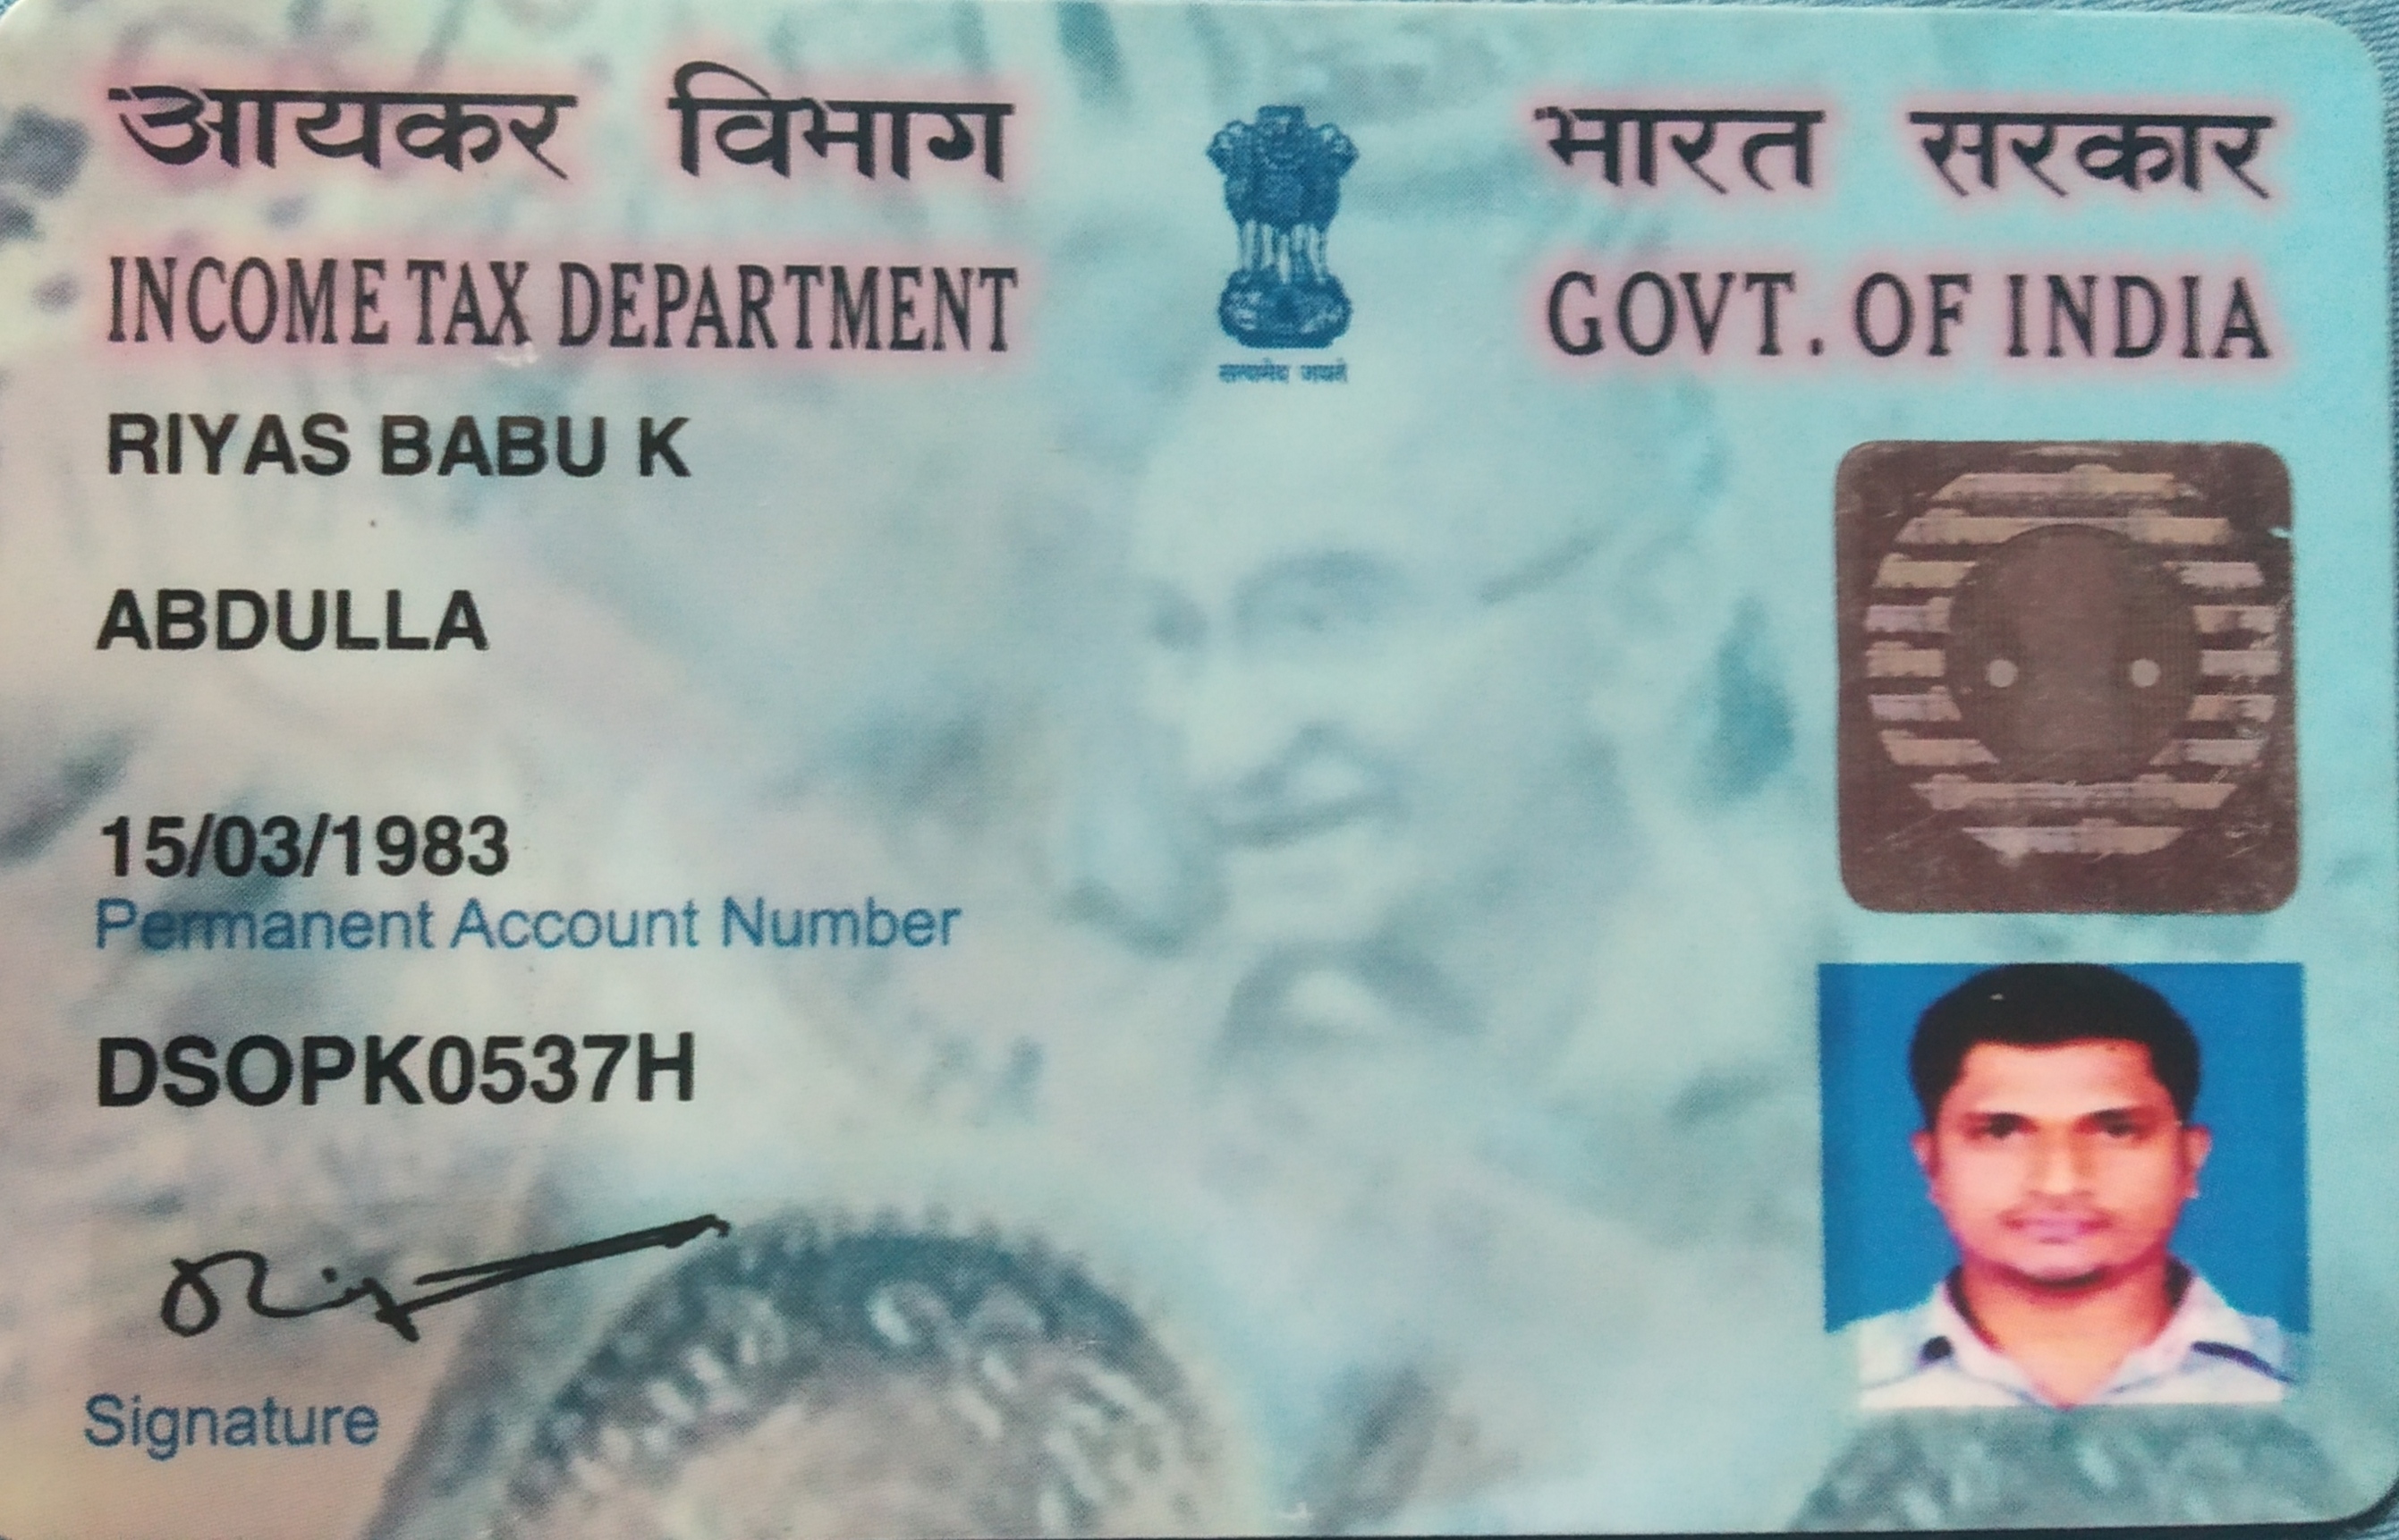 आयकर विभाग
INCOME TAX DEPARTMENT
भारत सरकार
GOVT. OF INDIA
सत्यमेव जयते
RIYAS BABU K
ABDULLA
15/03/1983
Permanent Account Number
DSOPK0537H
Signature